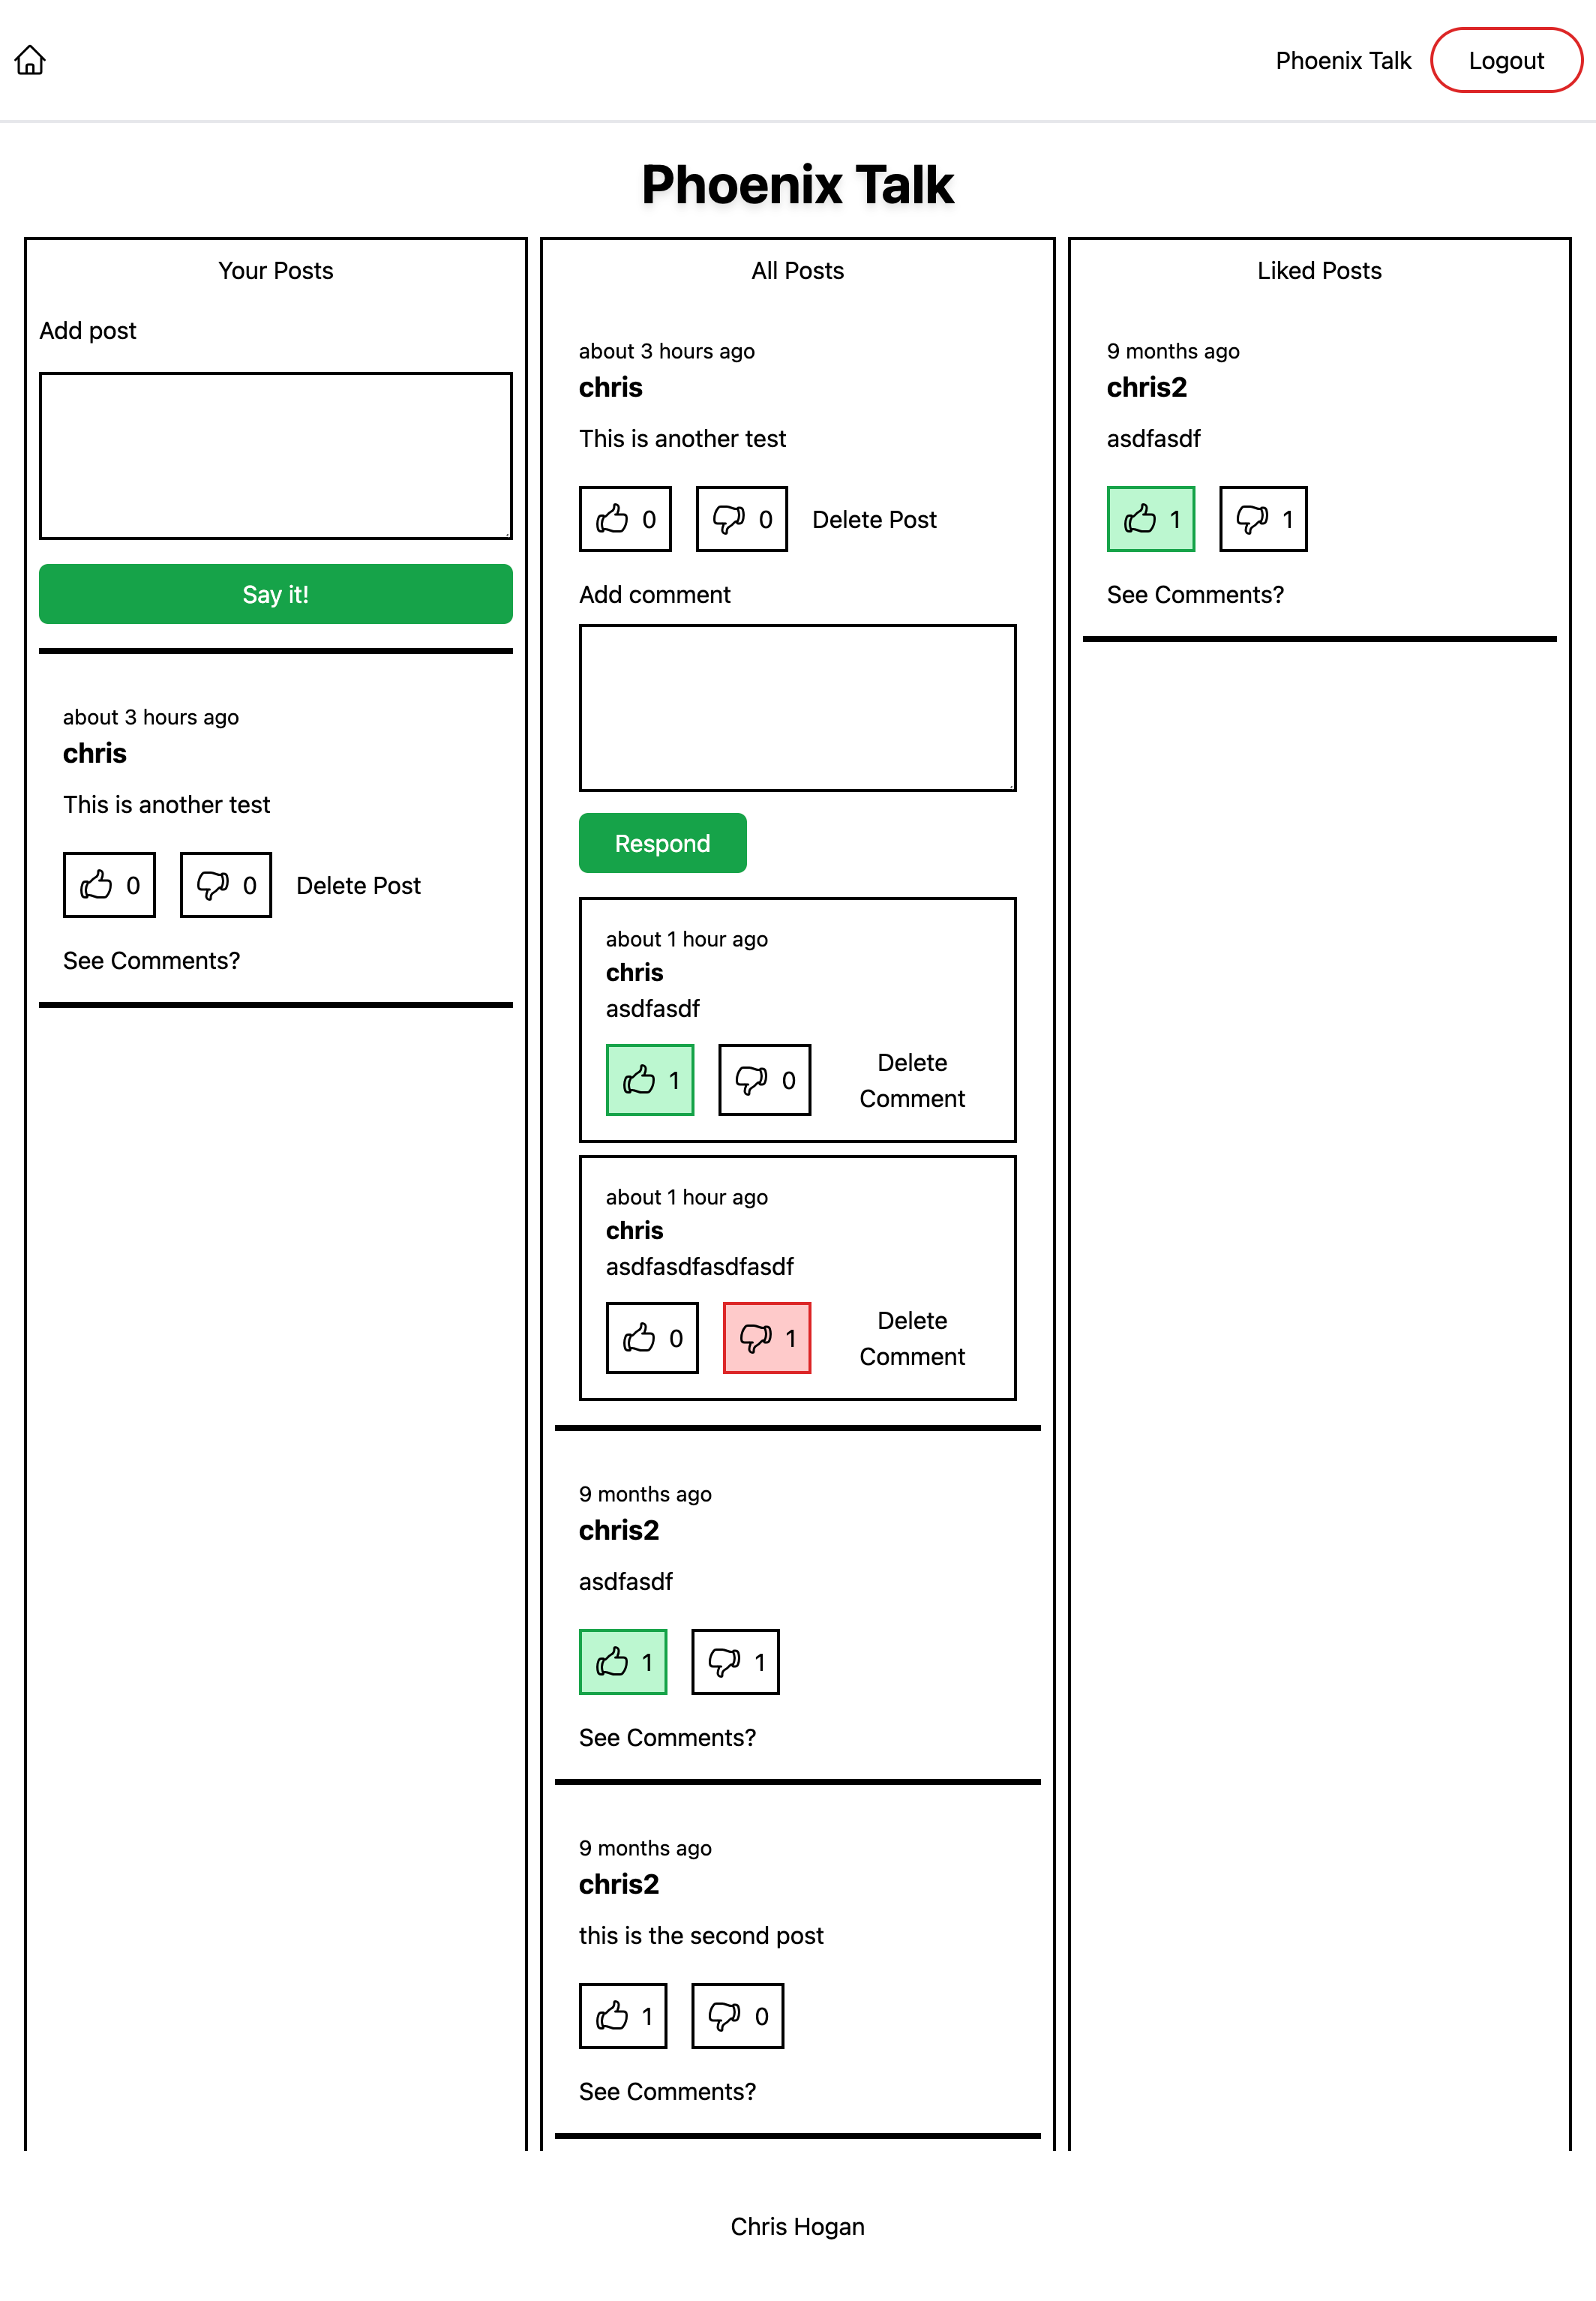 Phoenix Talk
Logout
Phoenix Talk
Your Posts
Add post
Say it!
about 3 hours ago
chris
This is another test
0
0
Delete Post
See Comments?
All Posts
about 3 hours ago
chris
This is another test
0
0
Delete Post
Add comment
Respond
about 1 hour ago
chris
asdfasdf
1
0
Delete
Comment
about 1 hour ago
chris
asdfasdfasdfasdf
0
1
Delete
Comment
9 months ago
chris2
asdfasdf
1
1
See Comments?
9 months ago
chris2
this is the second post
1
0
See Comments?
Liked Posts
9 months ago
chris2
asdfasdf
1
1
See Comments?
Chris Hogan